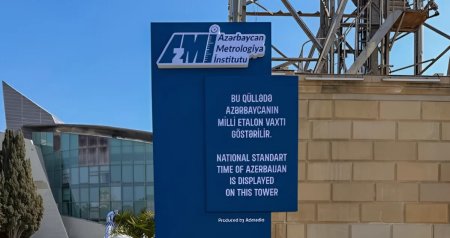 AzMİ
Azərbaycan
Metrologiya
İnstitutu
BU QÜLLƏDƏ
AZƏRBAYCANIN
MİLLİ ETALON VAXTI
GÖSTƏRİLİR.
NATIONAL STANDART
TIME OF AZERBAIJAN
IS DISPLAYED
ON THIS TOWER
Produced by Admedia